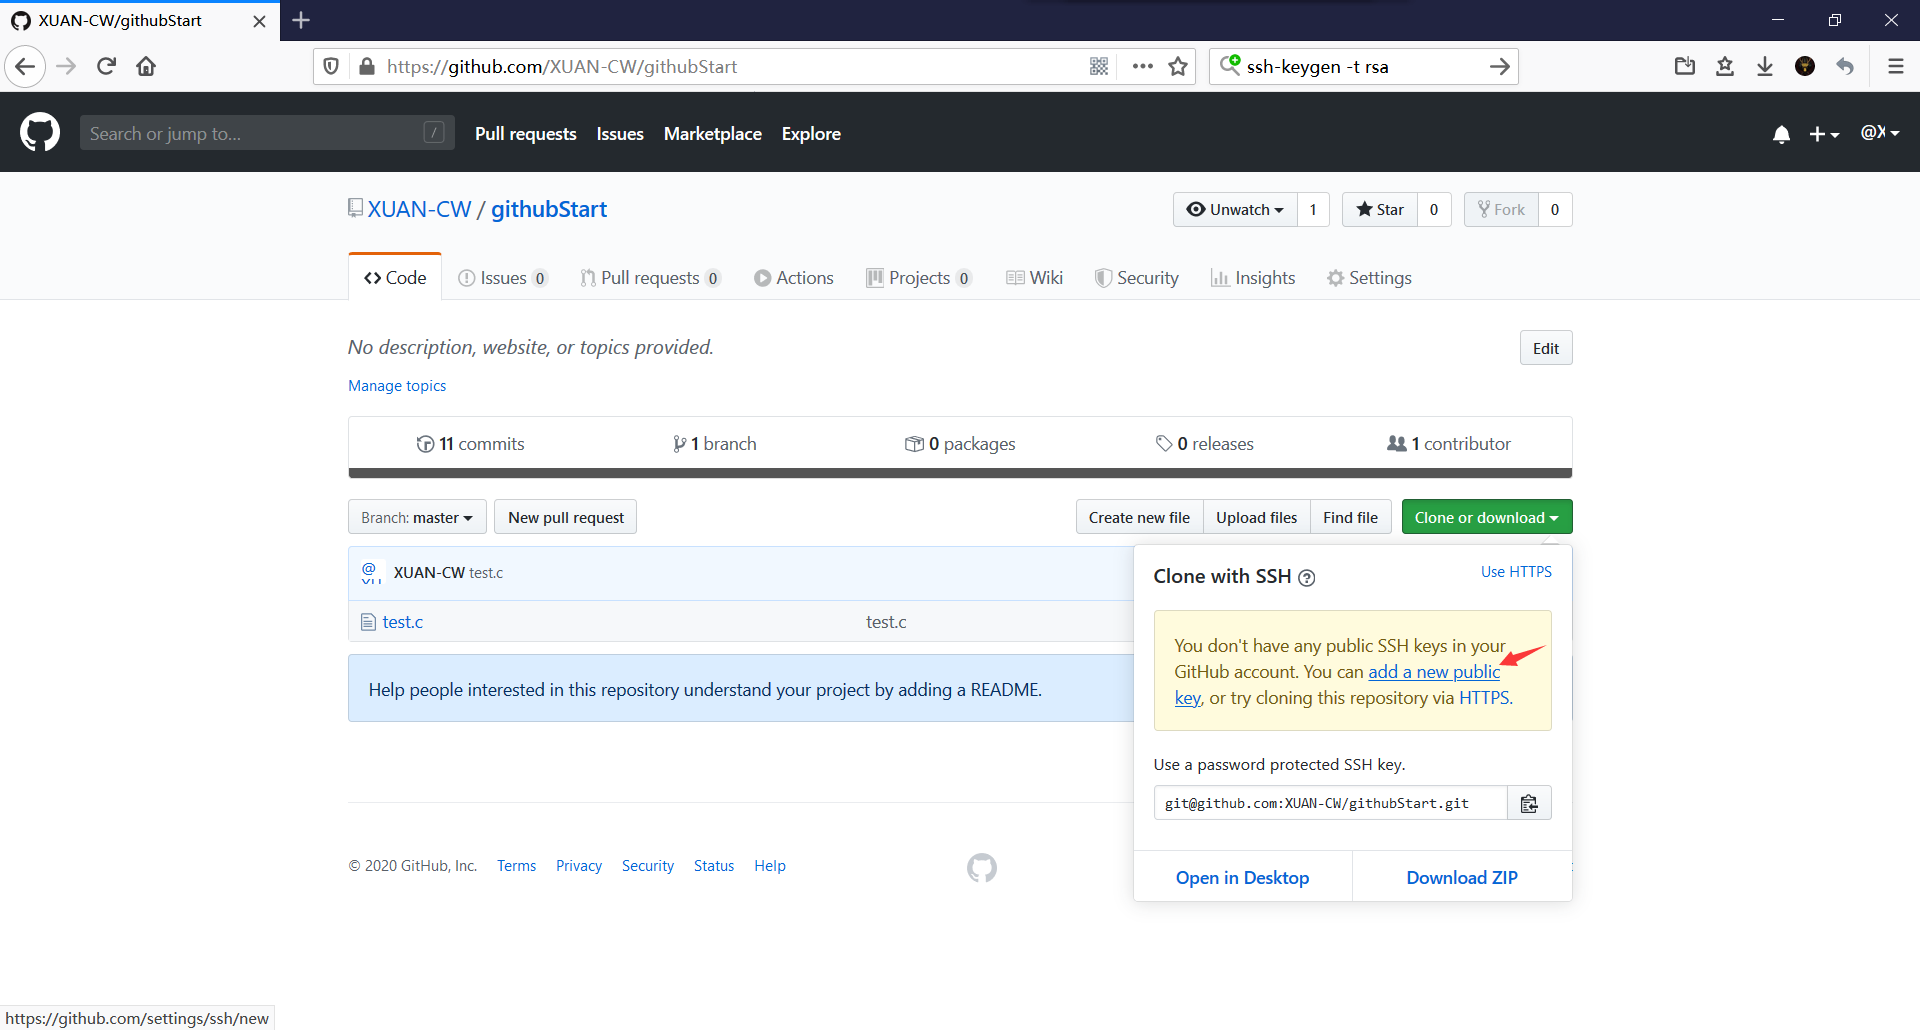 XUAN-CW/githubStart
https://github.com/XUAN-CW/githubStart
ssh-keygen -t rsa
Search or jump to...
/
Pull requests
Issues
Marketplace
Explore
@X
XUAN-CW / githubStart
Unwatch
1
Star
0
Fork
0
Code
Issues 0
Pull requests 0
Actions
Projects 0
Wiki
Security
Insights
Settings
No description, website, or topics provided.
Edit
Manage topics
11 commits
1 branch
0 packages
0 releases
1 contributor
Branch: master
New pull request
Create new file
Upload files
Find file
Clone or download
XUAN-CW test.c
test.c
test.c
Help people interested in this repository understand your project by adding a README.
Clone with SSH
Use HTTPS
You don't have any public SSH keys in your
GitHub account. You can add a new public
key, or try cloning this repository via HTTPS.
Use a password protected SSH key.
git@github.com:XUAN-CW/githubStart.git
Open in Desktop
Download ZIP
© 2020 GitHub, Inc.
Terms
Privacy
Security
Status
Help
https://github.com/settings/ssh/new